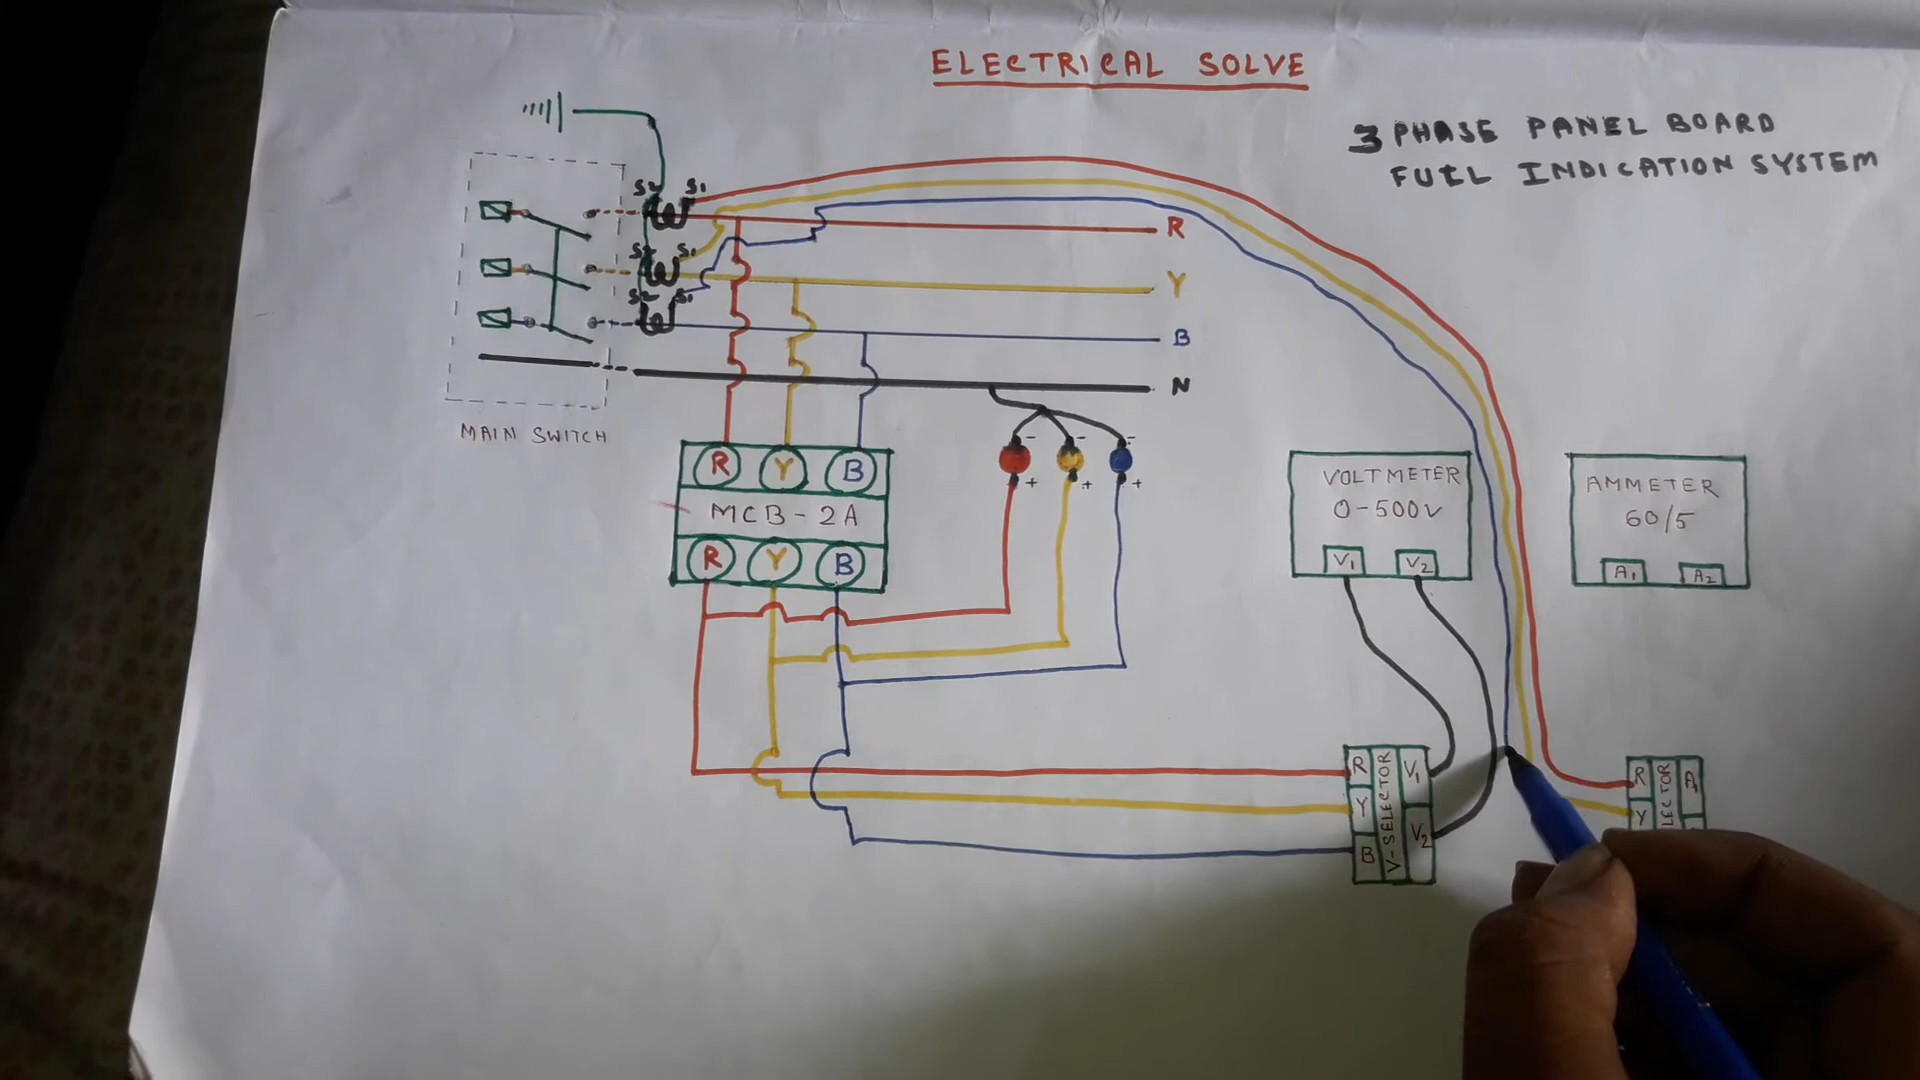 ELECTRICAL SOLVE
3 PHASE PANEL BOARD
FULL INDICATION SYSTEM
S2 S1
R
S2 S1
Y
S2 S1
B
N
MAIN SWITCH
R Y B
MCB-2A
R Y B
- - -
+ + +
VOLTMETER
0-500V
V1 V2
AMMETER
60/5
A1 A2
R
Y
B
V-SELECTOR
V1
V2
R
Y
LECTOR
A